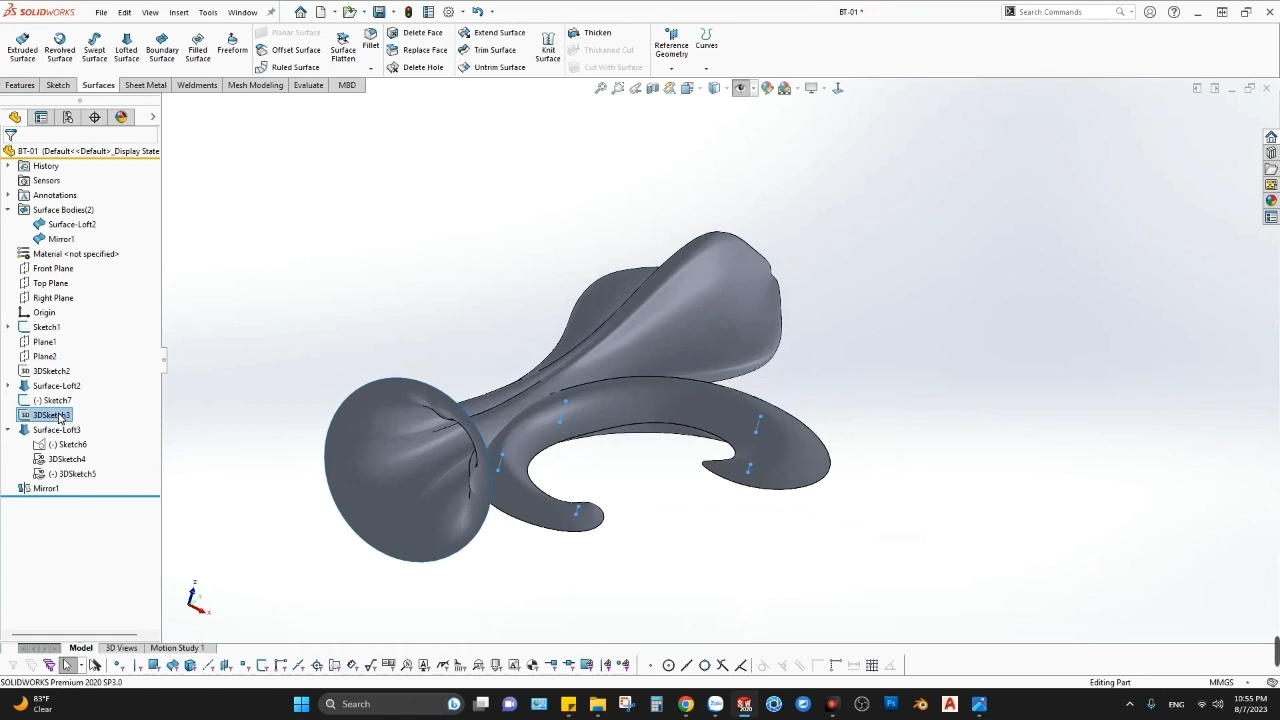 SOLIDWORKS File Edit View Insert Tools Window BT-01 * Search Commands
Extruded Surface Revolved Surface Swept Surface Lofted Surface Boundary Surface Filled Surface Freeform
Planar Surface Offset Surface Ruled Surface
Surface Flatten Fillet
Delete Face Replace Face Delete Hole
Extend Surface Trim Surface Untrim Surface
Knit Surface
Thicken Thickened Cut Cut With Surface
Reference Geometry Curves
Features Sketch Surfaces Sheet Metal Weldments Mesh Modeling Evaluate MBD
BT-01 (Default<<Default>_Display State
History
Sensors
Annotations
Surface Bodies(2)
Surface-Loft2
Mirror1
Material <not specified>
Front Plane
Top Plane
Right Plane
Origin
Sketch1
Plane1
Plane2
3DSketch2
Surface-Loft2
(-) Sketch7
3DSketch3
Surface-Loft3
(-) Sketch6
3DSketch4
(-) 3DSketch5
Mirror1
Z
Y
X
Model 3D Views Motion Study 1
SOLIDWORKS Premium 2020 SP3.0 Editing Part MMGS
83°F
Clear
Search
ENG
10:55 PM
8/7/2023